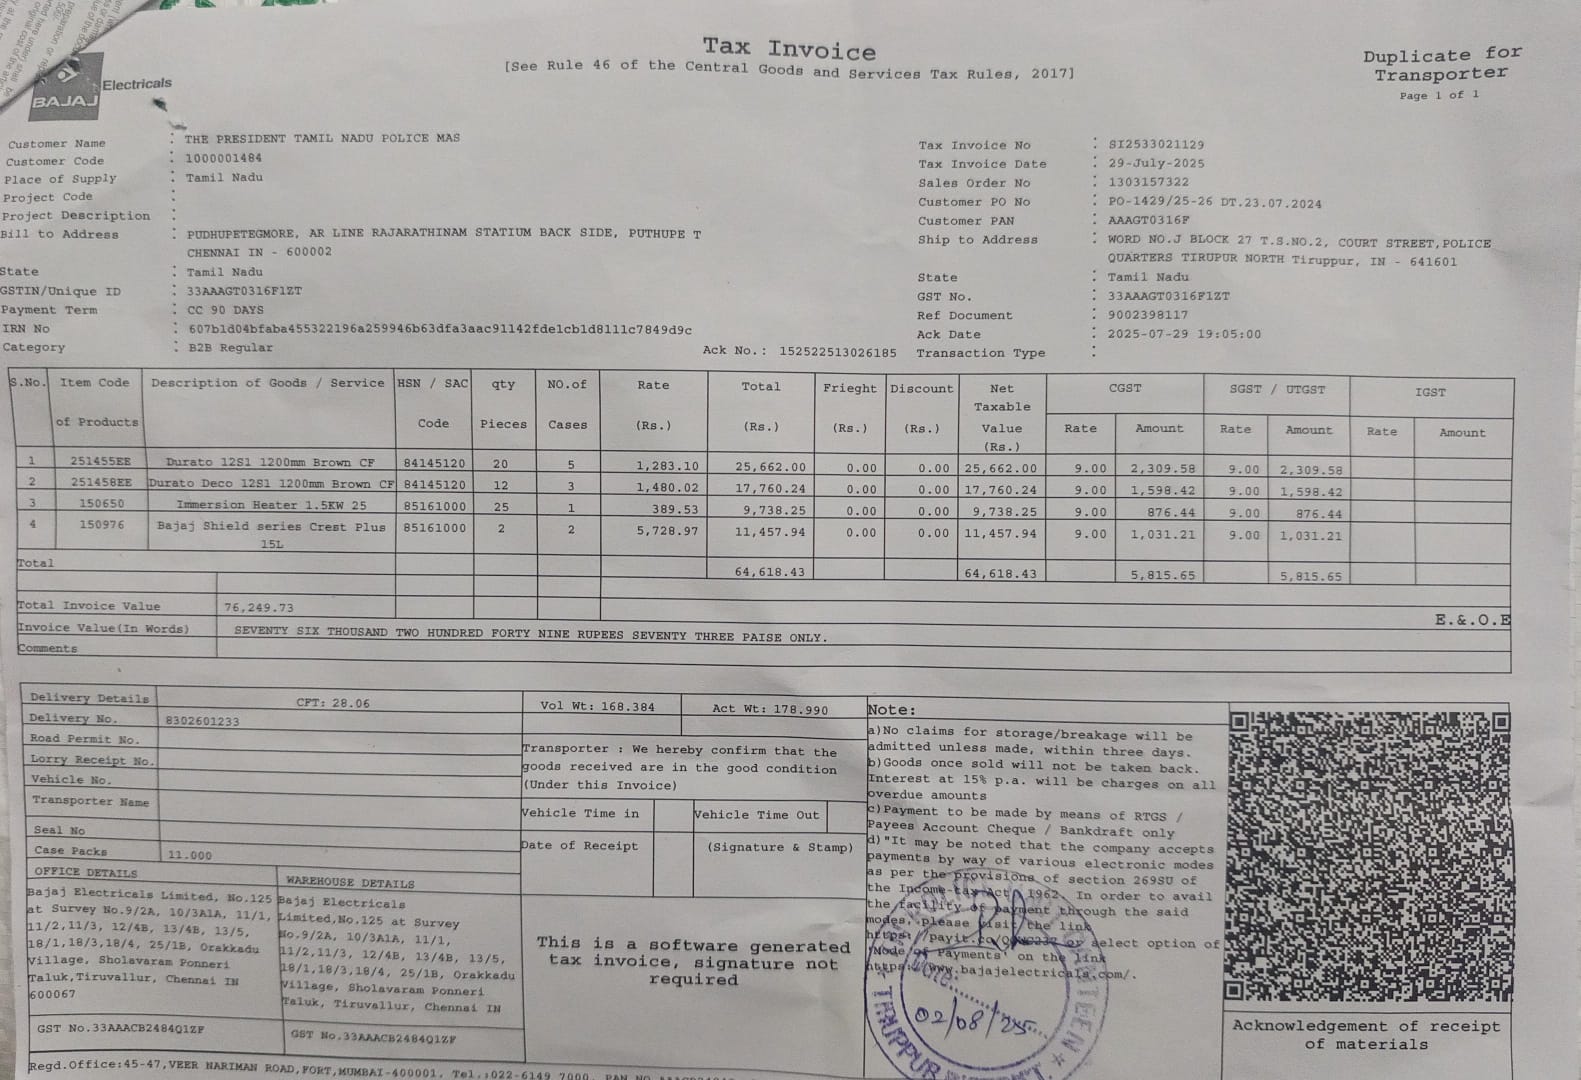 Tax Invoice
[See Rule 46 of the Central Goods and Services Tax Rules, 2017]
Duplicate for
Transporter
Page 1 of 1
BAJAJ Electricals
Customer Name : THE PRESIDENT TAMIL NADU POLICE MAS
Customer Code : 1000001484
Place of Supply : Tamil Nadu
Project Code :
Project Description :
Bill to Address : PUDHUPETEGMORE, AR LINE RAJARATHINAM STATIUM BACK SIDE, PUTHUPE T
CHENNAI IN - 600002
State : Tamil Nadu
GSTIN/Unique ID : 33AAAGT0316F1ZT
Payment Term : CC 90 DAYS
IRN No : 607b1d04bfaba455322196a259946b63dfa3aac91142fde1cb1d8111c7849d9c
Category : B2B Regular
Tax Invoice No : SI2533021129
Tax Invoice Date : 29-July-2025
Sales Order No : 1303157322
Customer PO No : PO-1429/25-26 DT.23.07.2024
Customer PAN : AAAGT0316F
Ship to Address : WORD NO.J BLOCK 27 T.S.NO.2, COURT STREET,POLICE
QUARTERS TIRUPUR NORTH Tiruppur, IN - 641601
State : Tamil Nadu
GST No. : 33AAAGT0316F1ZT
Ref Document : 9002398117
Ack Date : 2025-07-29 19:05:00
Ack No.: 152522513026185 Transaction Type :
S.No. Item Code Description of Goods / Service HSN / SAC qty NO.of Rate Total Frieght Discount Net CGST SGST / UTGST IGST
Taxable
of Products Code Pieces Cases (Rs.) (Rs.) (Rs.) (Rs.) Value Rate Amount Rate Amount Rate Amount
(Rs.)
1 251455EE Durato 12S1 1200mm Brown CF 84145120 20 5 1,283.10 25,662.00 0.00 0.00 25,662.00 9.00 2,309.58 9.00 2,309.58
2 251458EE Durato Deco 12S1 1200mm Brown CF 84145120 12 3 1,480.02 17,760.24 0.00 0.00 17,760.24 9.00 1,598.42 9.00 1,598.42
3 150650 Immersion Heater 1.5KW 25 85161000 25 1 389.53 9,738.25 0.00 0.00 9,738.25 9.00 876.44 9.00 876.44
4 150976 Bajaj Shield series Crest Plus 85161000 2 2 5,728.97 11,457.94 0.00 0.00 11,457.94 9.00 1,031.21 9.00 1,031.21
15L
Total 64,618.43 64,618.43 5,815.65 5,815.65
Total Invoice Value 76,249.73
E.&.O.E
Invoice Value(In Words) SEVENTY SIX THOUSAND TWO HUNDRED FORTY NINE RUPEES SEVENTY THREE PAISE ONLY.
Comments
Delivery Details CFT: 28.06 Vol Wt: 168.384 Act Wt: 178.990
Delivery No. 8302601233
Road Permit No.
Lorry Receipt No.
Vehicle No.
Transporter Name
Seal No
Case Packs 11.000
Transporter : We hereby confirm that the
goods received are in the good condition
(Under this Invoice)
Vehicle Time in Vehicle Time Out
Date of Receipt (Signature & Stamp)
Note:
a)No claims for storage/breakage will be
admitted unless made, within three days.
b)Goods once sold will not be taken back.
Interest at 15% p.a. will be charges on all
overdue amounts
c)Payment to be made by means of RTGS /
Payees Account Cheque / Bankdraft only
d)"It may be noted that the company accepts
payments by way of various electronic modes
as per the provisions of section 269SU of
the Income-tax Act, 1962. In order to avail
the facility of payment through the said
modes, please visit the link
or select option of
'Node of Payments' on the link
https://www.bajajelectricals.com/.
OFFICE DETAILS
Bajaj Electricals Limited, No.125
at Survey No.9/2A, 10/3A1A, 11/1,
11/2,11/3, 12/4B, 13/4B, 13/5,
18/1,18/3,18/4, 25/1B, Orakkadu
Village, Sholavaram Ponneri
Taluk,Tiruvallur, Chennai IN
600067
GST No.33AAACB2484Q1ZF
WAREHOUSE DETAILS
Bajaj Electricals
Limited,No.125 at Survey
No.9/2A, 10/3A1A, 11/1,
11/2,11/3, 12/4B, 13/4B, 13/5,
18/1,18/3,18/4, 25/1B, Orakkadu
Village, Sholavaram Ponneri
Taluk, Tiruvallur, Chennai IN
GST No.33AAACB2484Q1ZF
This is a software generated
tax invoice, signature not
required
02/08/25
TIRUPPUR
Acknowledgement of receipt
of materials
Regd.Office:45-47,VEER NARIMAN ROAD,FORT,MUMBAI-400001. Tel.:022-6149 7000.